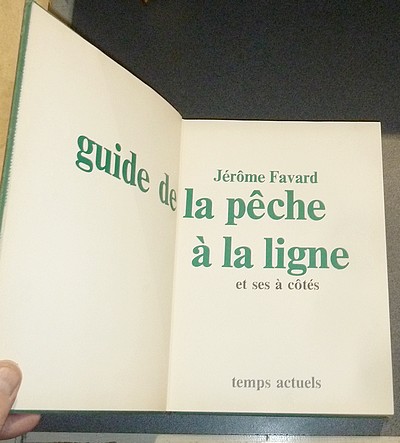 Jérôme Favard
guide de la pêche
à la ligne
et ses à côtés
temps actuels